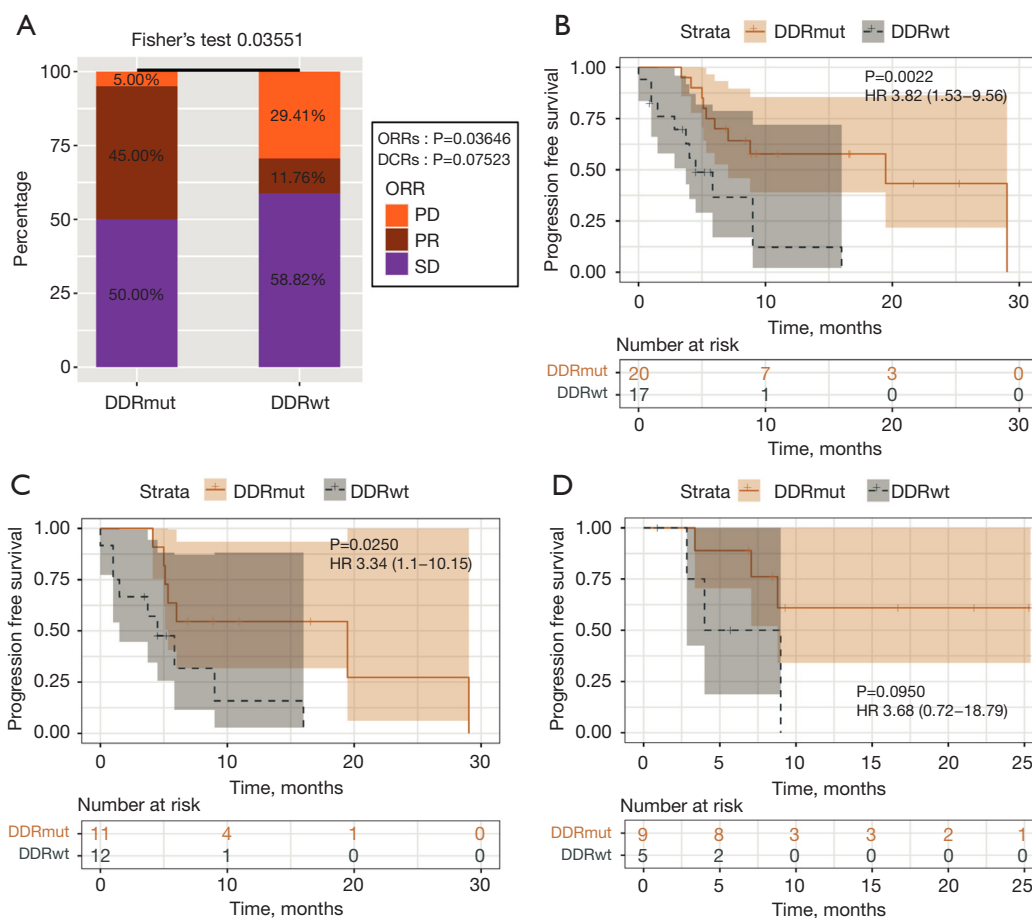 A
Fisher's test 0.03551
100
75
50
25
0
Percentage
5.00%
45.00%
50.00%
29.41%
11.76%
58.82%
DDRmut DDRwt
ORRs : P=0.03646
DCRs : P=0.07523
ORR
PD
PR
SD
B
Strata DDRmut DDRwt
P=0.0022
HR 3.82 (1.53–9.56)
Progression free survival
1.00
0.75
0.50
0.25
0.00
0 10 20 30
Time, months
Number at risk
DDRmut 20 7 3 0
DDRwt 17 1 0 0
0 10 20 30
Time, months
C
Strata DDRmut DDRwt
P=0.0250
HR 3.34 (1.1–10.15)
Progression free survival
1.00
0.75
0.50
0.25
0.00
0 10 20 30
Time, months
Number at risk
DDRmut 11 4 1 0
DDRwt 12 1 0 0
0 10 20 30
Time, months
D
Strata DDRmut DDRwt
Progression free survival
1.00
0.75
0.50
0.25
0.00
P=0.0950
HR 3.68 (0.72–18.79)
0 5 10 15 20 25
Time, months
Number at risk
DDRmut 9 8 3 3 2 1
DDRwt 5 2 0 0 0 0
0 5 10 15 20 25
Time, months